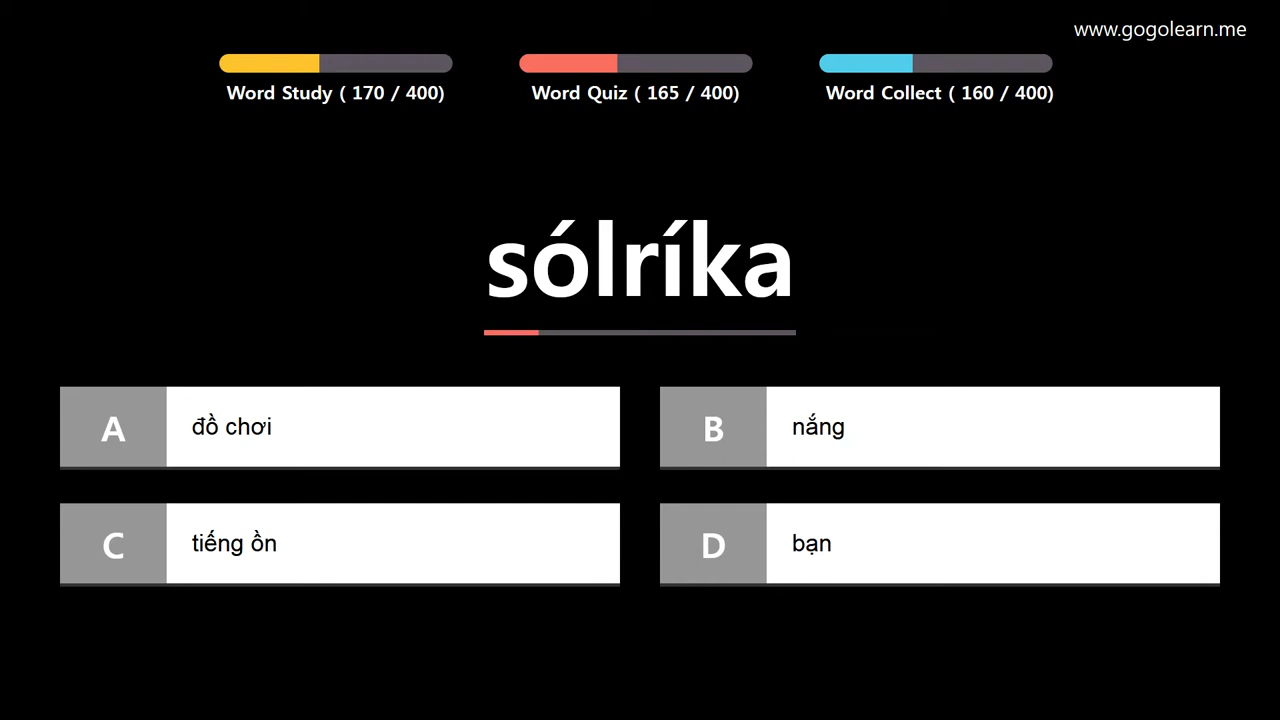 www.gogolearn.me
Word Study ( 170 / 400)
Word Quiz ( 165 / 400)
Word Collect ( 160 / 400)
sólríka
A đồ chơi
B nắng
C tiếng ồn
D bạn